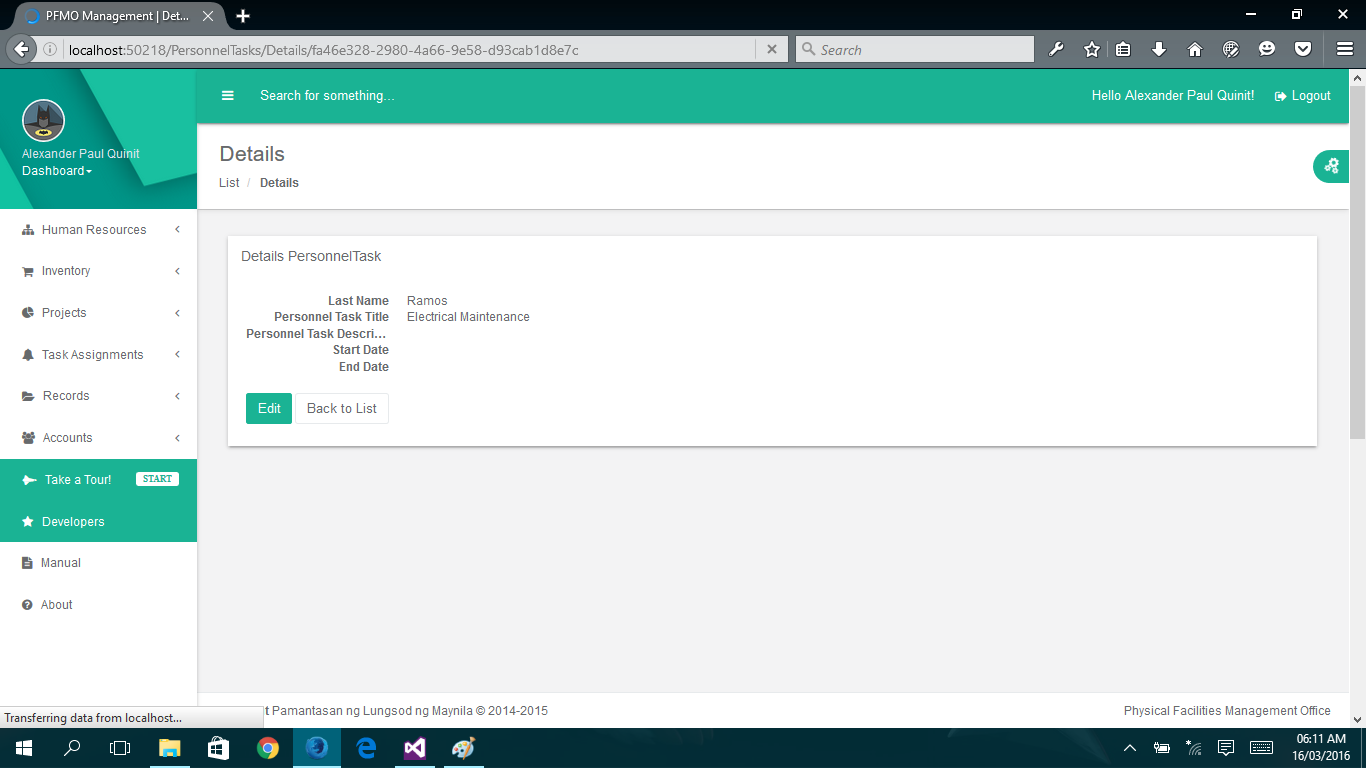 PFMO Management | Det...
localhost:50218/PersonnelTasks/Details/fa46e328-2980-4a66-9e58-d93cab1d8e7c
Search
Search for something...
Hello Alexander Paul Quinit!
Logout
Alexander Paul Quinit
Dashboard
Details
List / Details
Human Resources
Inventory
Projects
Task Assignments
Records
Accounts
Take a Tour! START
Developers
Manual
About
Details PersonnelTask
Last Name Ramos
Personnel Task Title Electrical Maintenance
Personnel Task Descri...
Start Date
End Date
Edit Back to List
Transferring data from localhost...
t Pamantasan ng Lungsod ng Maynila © 2014-2015
Physical Facilities Management Office
06:11 AM
16/03/2016